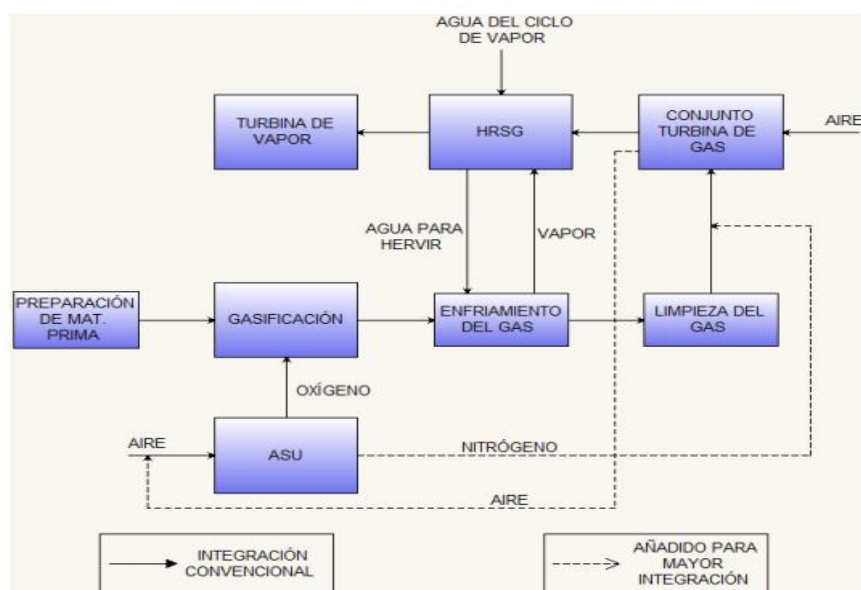 AGUA DEL CICLO
DE VAPOR
TURBINA DE
VAPOR
HRSG
CONJUNTO
TURBINA DE
GAS
AIRE
AGUA PARA
HERVIR
VAPOR
PREPARACIÓN
DE MAT.
PRIMA
GASIFICACIÓN
ENFRIAMIENTO
DEL GAS
LIMPIEZA DEL
GAS
OXÍGENO
AIRE
ASU
NITRÓGENO
AIRE
INTEGRACIÓN
CONVENCIONAL
AÑADIDO PARA
MAYOR
INTEGRACIÓN